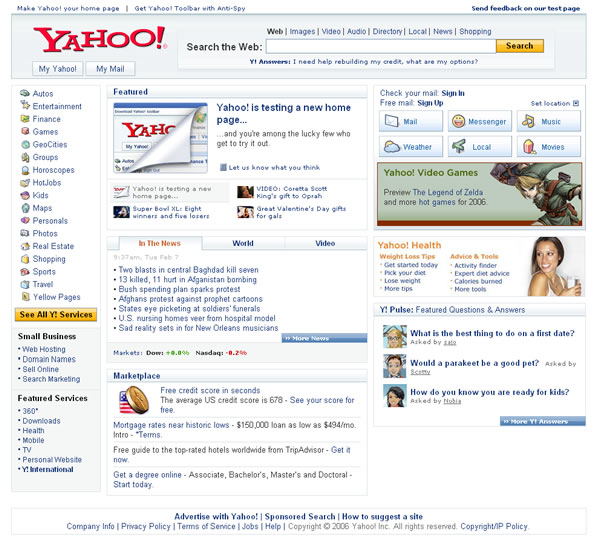 Make Yahoo! your home page | Get Yahoo! Toolbar with Anti-Spy
Send feedback on our test page
YAHOO!
Web | Images | Video | Audio | Directory | Local | News | Shopping
Search the Web:
Search
Y! Answers: I need help rebuilding my credit, what are my options?
My Yahoo!
My Mail
Autos
Entertainment
Finance
Games
GeoCities
Groups
Horoscopes
HotJobs
Kids
Maps
Personals
Photos
Real Estate
Shopping
Sports
Travel
Yellow Pages
See All Y! Services
Small Business
Web Hosting
Domain Names
Sell Online
Search Marketing
Featured Services
360°
Downloads
Health
Mobile
TV
Personal Website
Y! International
Featured
Yahoo! is testing a new home
page...
...and you're among the lucky few who
get to try it out.
Let us know what you think
Yahoo! is testing a new
home page...
VIDEO: Coretta Scott
King's gift to Oprah
Super Bowl XL: Eight
winners and five losers
Great Valentine's Day gifts
for gals
In The News
World
Video
9:37am, Tue Feb 7
• Two blasts in central Baghdad kill seven
• 13 killed, 11 hurt in Afganistan bombing
• Bush spending plan sparks protest
• Afghans protest against prophet cartoons
• States eye picketing at soldiers' funerals
• U.S. nursing homes veer from hospital model
• Sad reality sets in for New Orleans musicians
» More News
Markets: Dow: +0.0% Nasdaq: -0.2%
Marketplace
Free credit score in seconds
The average US credit score is 678 - See your score for
free.
Mortgage rates near historic lows - $150,000 loan as low as $494/mo.
Intro - *Terms.
Free guide to the top-rated hotels worldwide from TripAdvisor - Get it
now.
Get a degree online - Associate, Bachelor's, Master's and Doctoral -
Start today.
Check your mail: Sign In
Free mail: Sign Up
Set location
Mail
Messenger
Music
Weather
Local
Movies
Yahoo! Video Games
Preview The Legend of Zelda
and more hot games for 2006.
Yahoo! Health
Weight Loss Tips
• Get started today
• Pick your diet
• Lose weight
• More tips
Advice & Tools
• Activity finder
• Expert diet advice
• Calories burned
• More tools
Y! Pulse: Featured Questions & Answers
What is the best thing to do on a first date?
Asked by
Would a parakeet be a good pet? Asked by
Scotty
How do you know you are ready for kids?
Asked by Nobia
» More Y! Answers
Advertise with Yahoo! | Sponsored Search | How to suggest a site
Company Info | Privacy Policy | Terms of Service | Jobs | Help | Copyright © 2006 Yahoo! Inc. All rights reserved. Copyright/IP Policy.